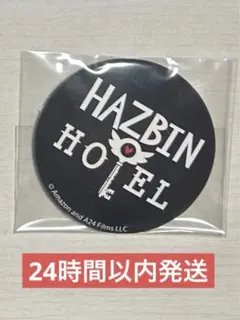 HAZBIN
HOTEL
© Amazon and A24 Films LLC
24時間以内発送